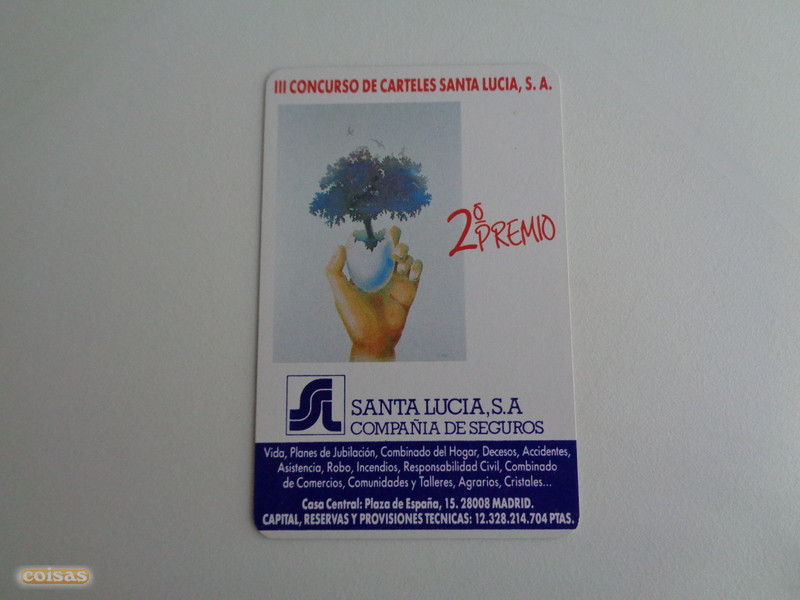 III CONCURSO DE CARTELES SANTA LUCIA, S. A.
2º PREMIO
SL
SANTA LUCIA, S.A
COMPAÑIA DE SEGUROS
Vida, Planes de Jubilación, Combinado del Hogar, Decesos, Accidentes,
Asistencia, Robo, Incendios, Responsabilidad Civil, Combinado
de Comercios, Comunidades y Talleres, Agrarios, Cristales...
Casa Central: Plaza de España, 15. 28008 MADRID.
CAPITAL, RESERVAS Y PROVISIONES TECNICAS: 12.328.214.704 PTAS.
coisas